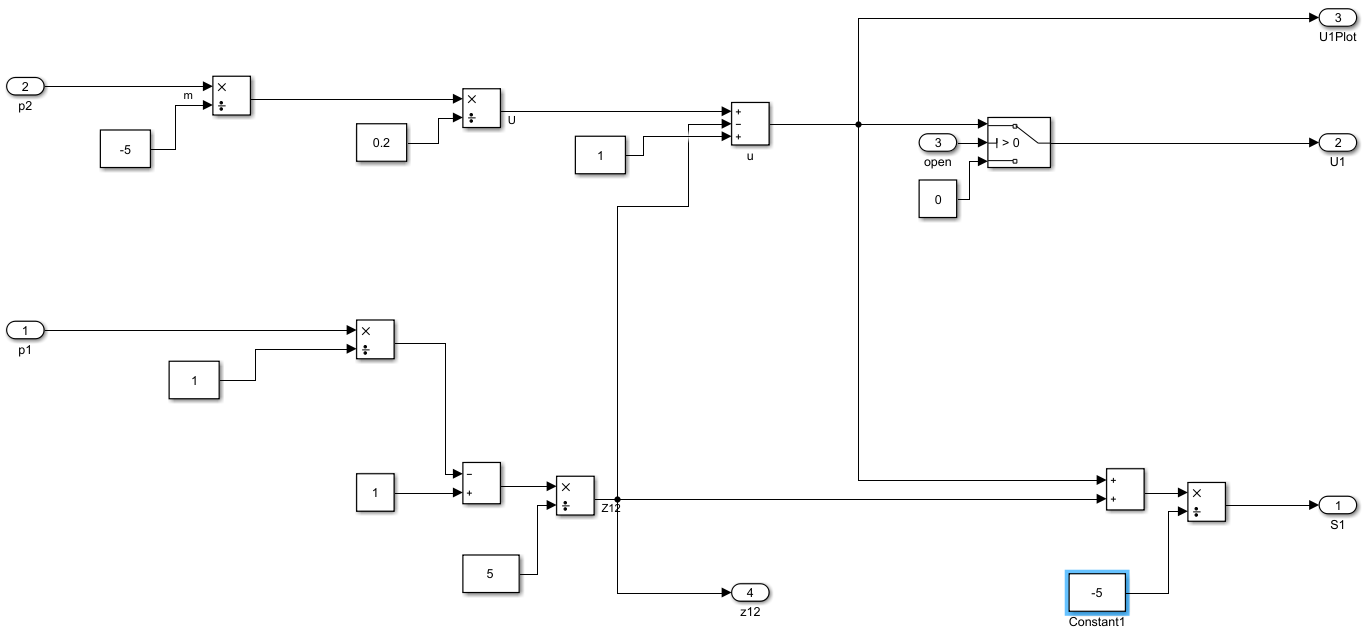 3
U1Plot
2
p2
×
÷
m
-5
×
÷
U
0.2
+
−
+
u
1
3
open
> 0
0
2
U1
1
p1
×
÷
1
−
+
1
×
÷
Z12
5
4
z12
+
+
×
÷
1
S1
-5
Constant1